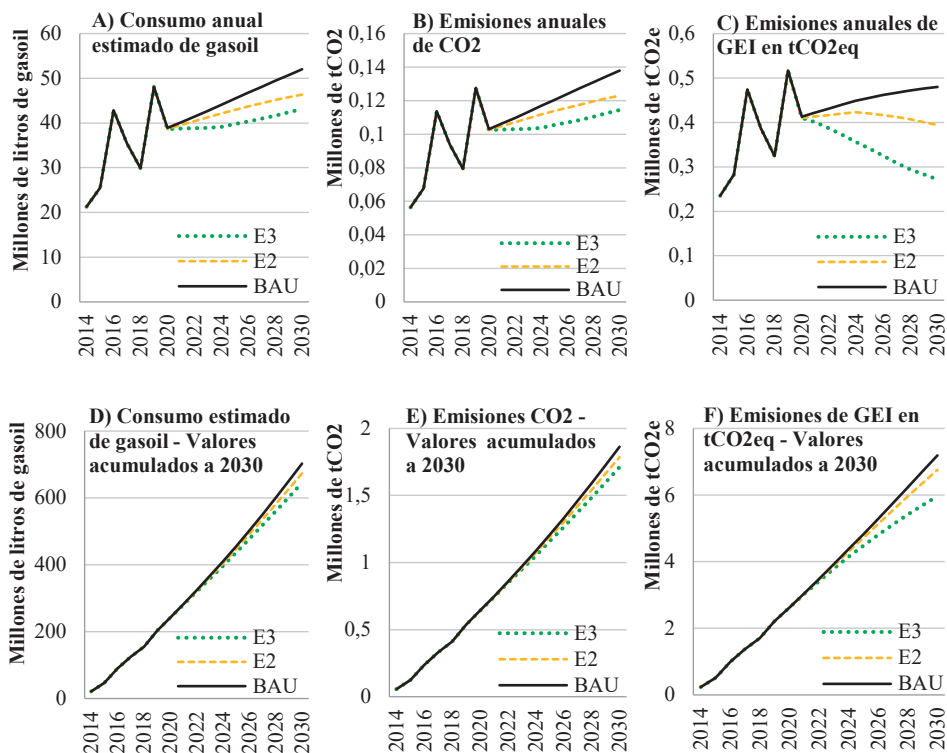 A) Consumo anual
estimado de gasoil
Millones de litros de gasoil
60
50
40
30
20
10
0
E3
E2
BAU
2014
2016
2018
2020
2022
2024
2026
2028
2030
B) Emisiones anuales
de CO2
Millones de tCO2
0,16
0,14
0,12
0,1
0,08
0,06
0,04
0,02
0
E3
E2
BAU
2014
2016
2018
2020
2022
2024
2026
2028
2030
C) Emisiones anuales de
GEI en tCO2eq
Millones de tCO2e
0,6
0,5
0,4
0,3
0,2
0,1
0
E3
E2
BAU
2014
2016
2018
2020
2022
2024
2026
2028
2030
D) Consumo estimado
de gasoil - Valores
acumulados a 2030
Millones de litros de gasoil
800
600
400
200
0
E3
E2
BAU
2014
2016
2018
2020
2022
2024
2026
2028
2030
E) Emisiones CO2 -
Valores acumulados
a 2030
Millones de tCO2
2
1,5
1
0,5
0
E3
E2
BAU
2014
2016
2018
2020
2022
2024
2026
2028
2030
F) Emisiones de GEI en
tCO2eq - Valores
acumulados a 2030
Millones de tCO2e
8
6
4
2
0
E3
E2
BAU
2014
2016
2018
2020
2022
2024
2026
2028
2030